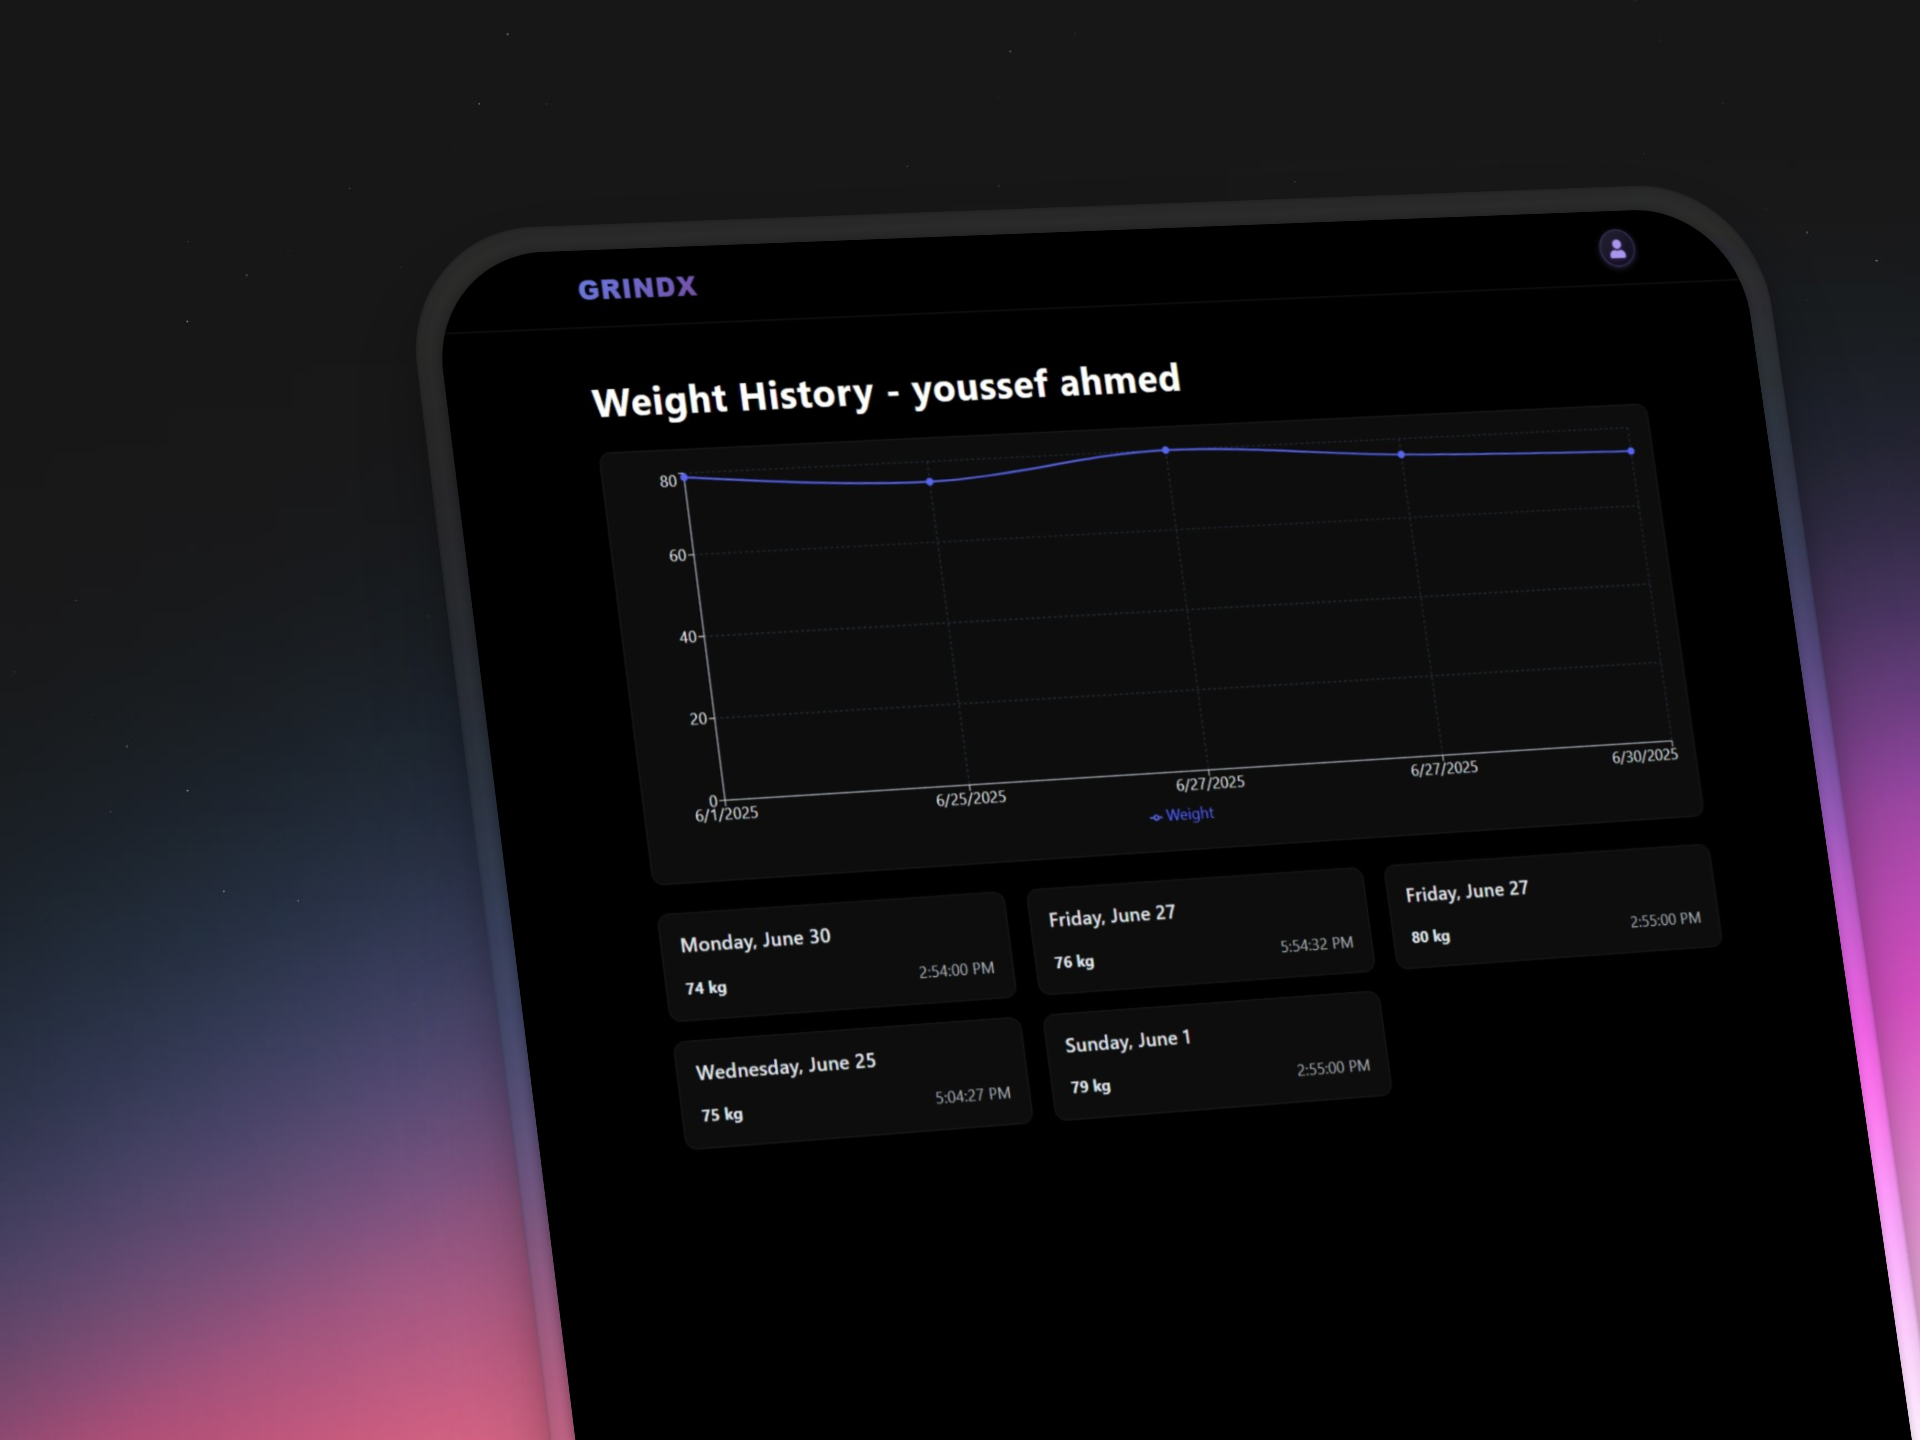 GRINDX
Weight History - youssef ahmed
80
60
40
20
0
6/1/2025
6/25/2025
6/27/2025
6/27/2025
6/30/2025
Weight
Monday, June 30
74 kg
2:54:00 PM
Friday, June 27
76 kg
5:54:32 PM
Friday, June 27
80 kg
2:55:00 PM
Wednesday, June 25
75 kg
5:04:27 PM
Sunday, June 1
79 kg
2:55:00 PM